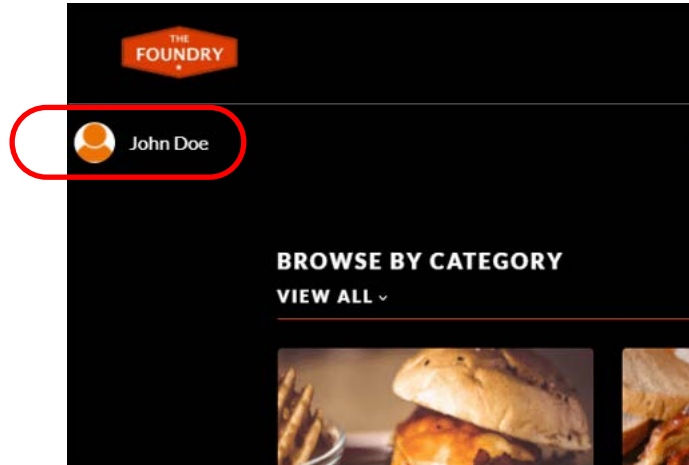 THE
FOUNDRY
John Doe
BROWSE BY CATEGORY
VIEW ALL